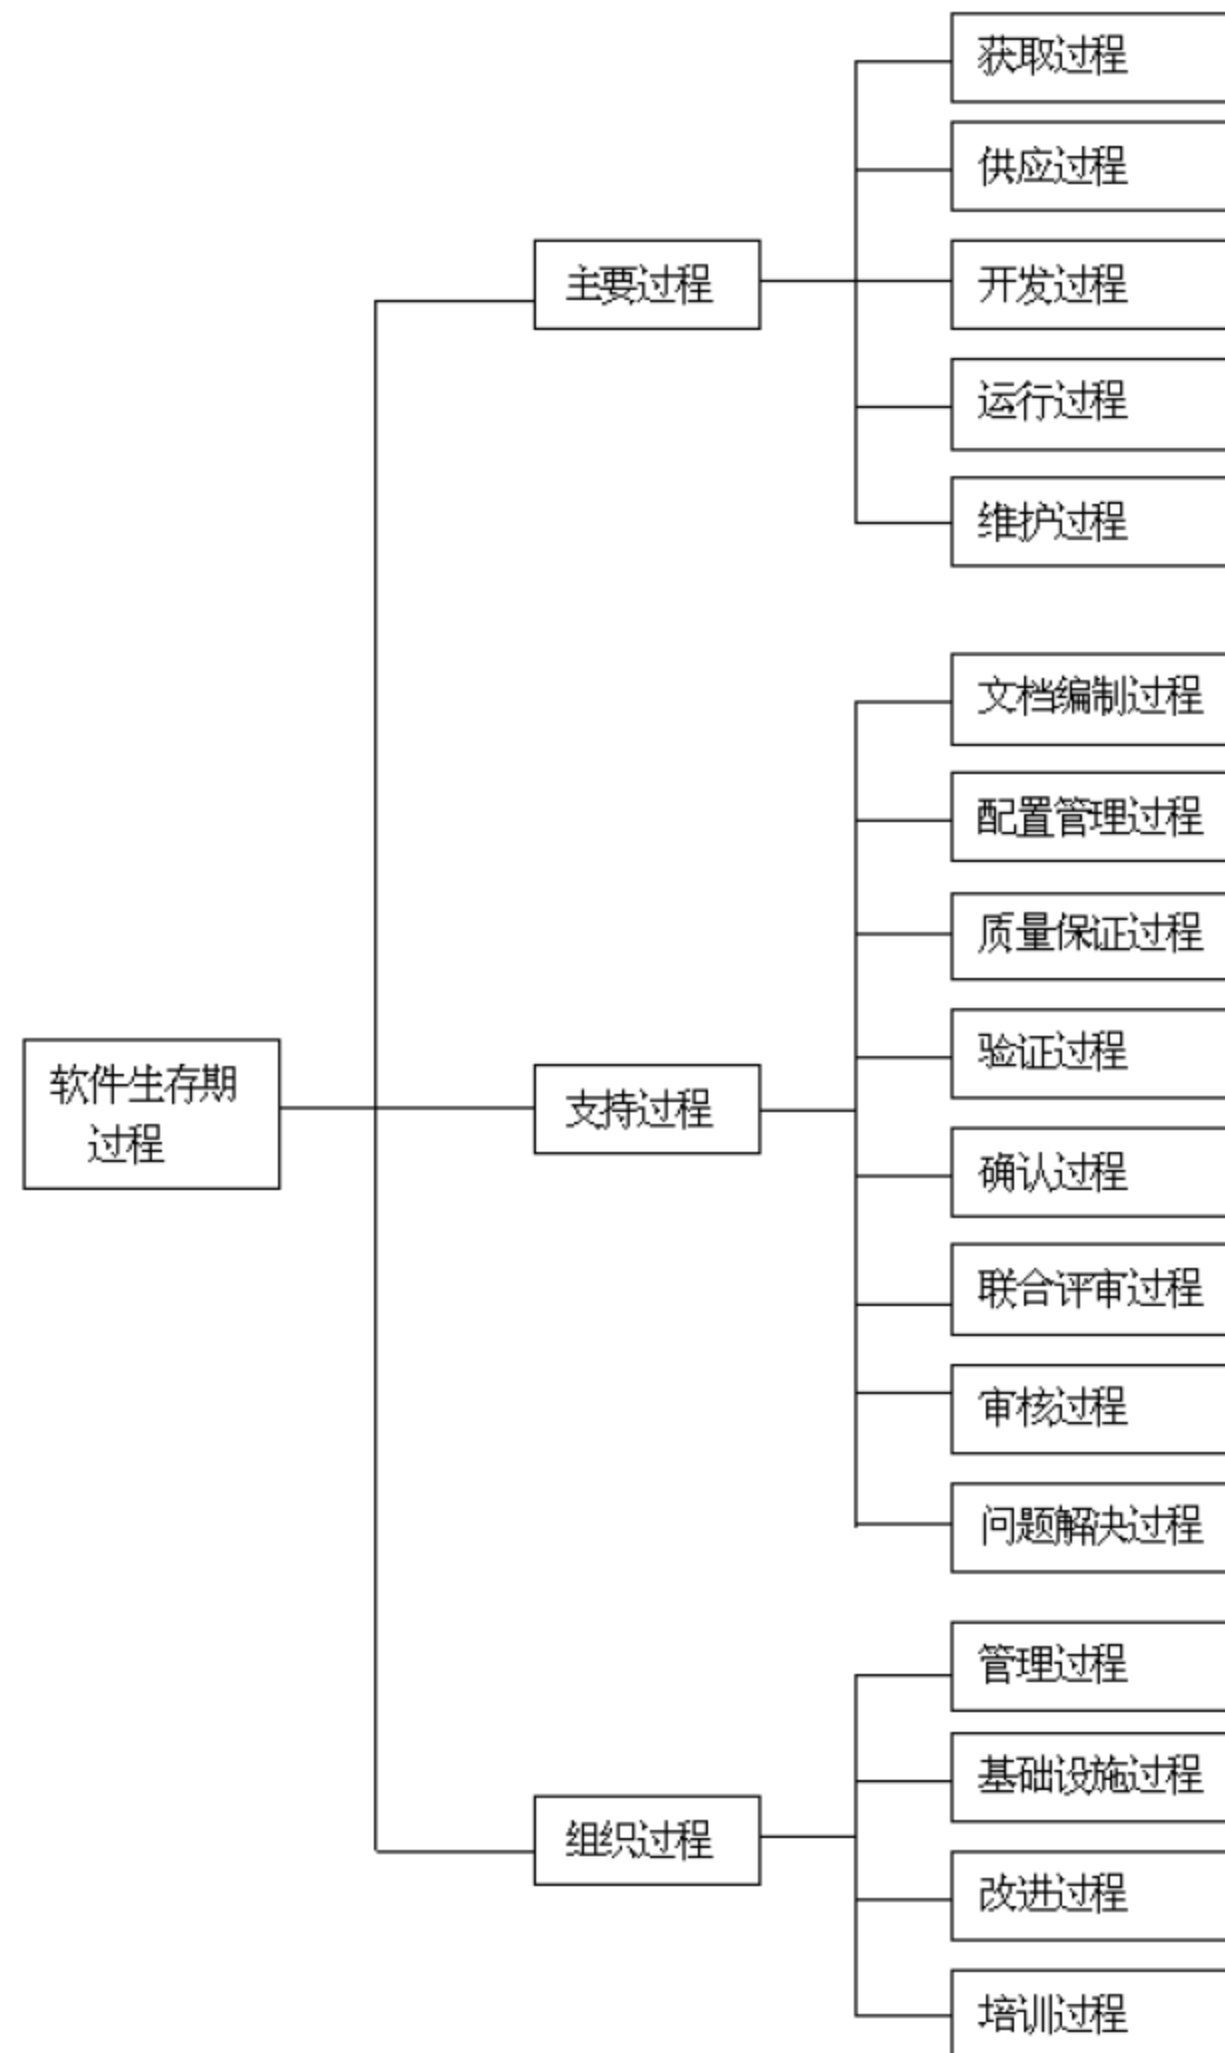 获取过程
供应过程
主要过程
开发过程
运行过程
维护过程
文档编制过程
配置管理过程
质量保证过程
验证过程
软件生存期
过程
支持过程
确认过程
联合评审过程
审核过程
问题解决过程
管理过程
基础设施过程
组织过程
改进过程
培训过程